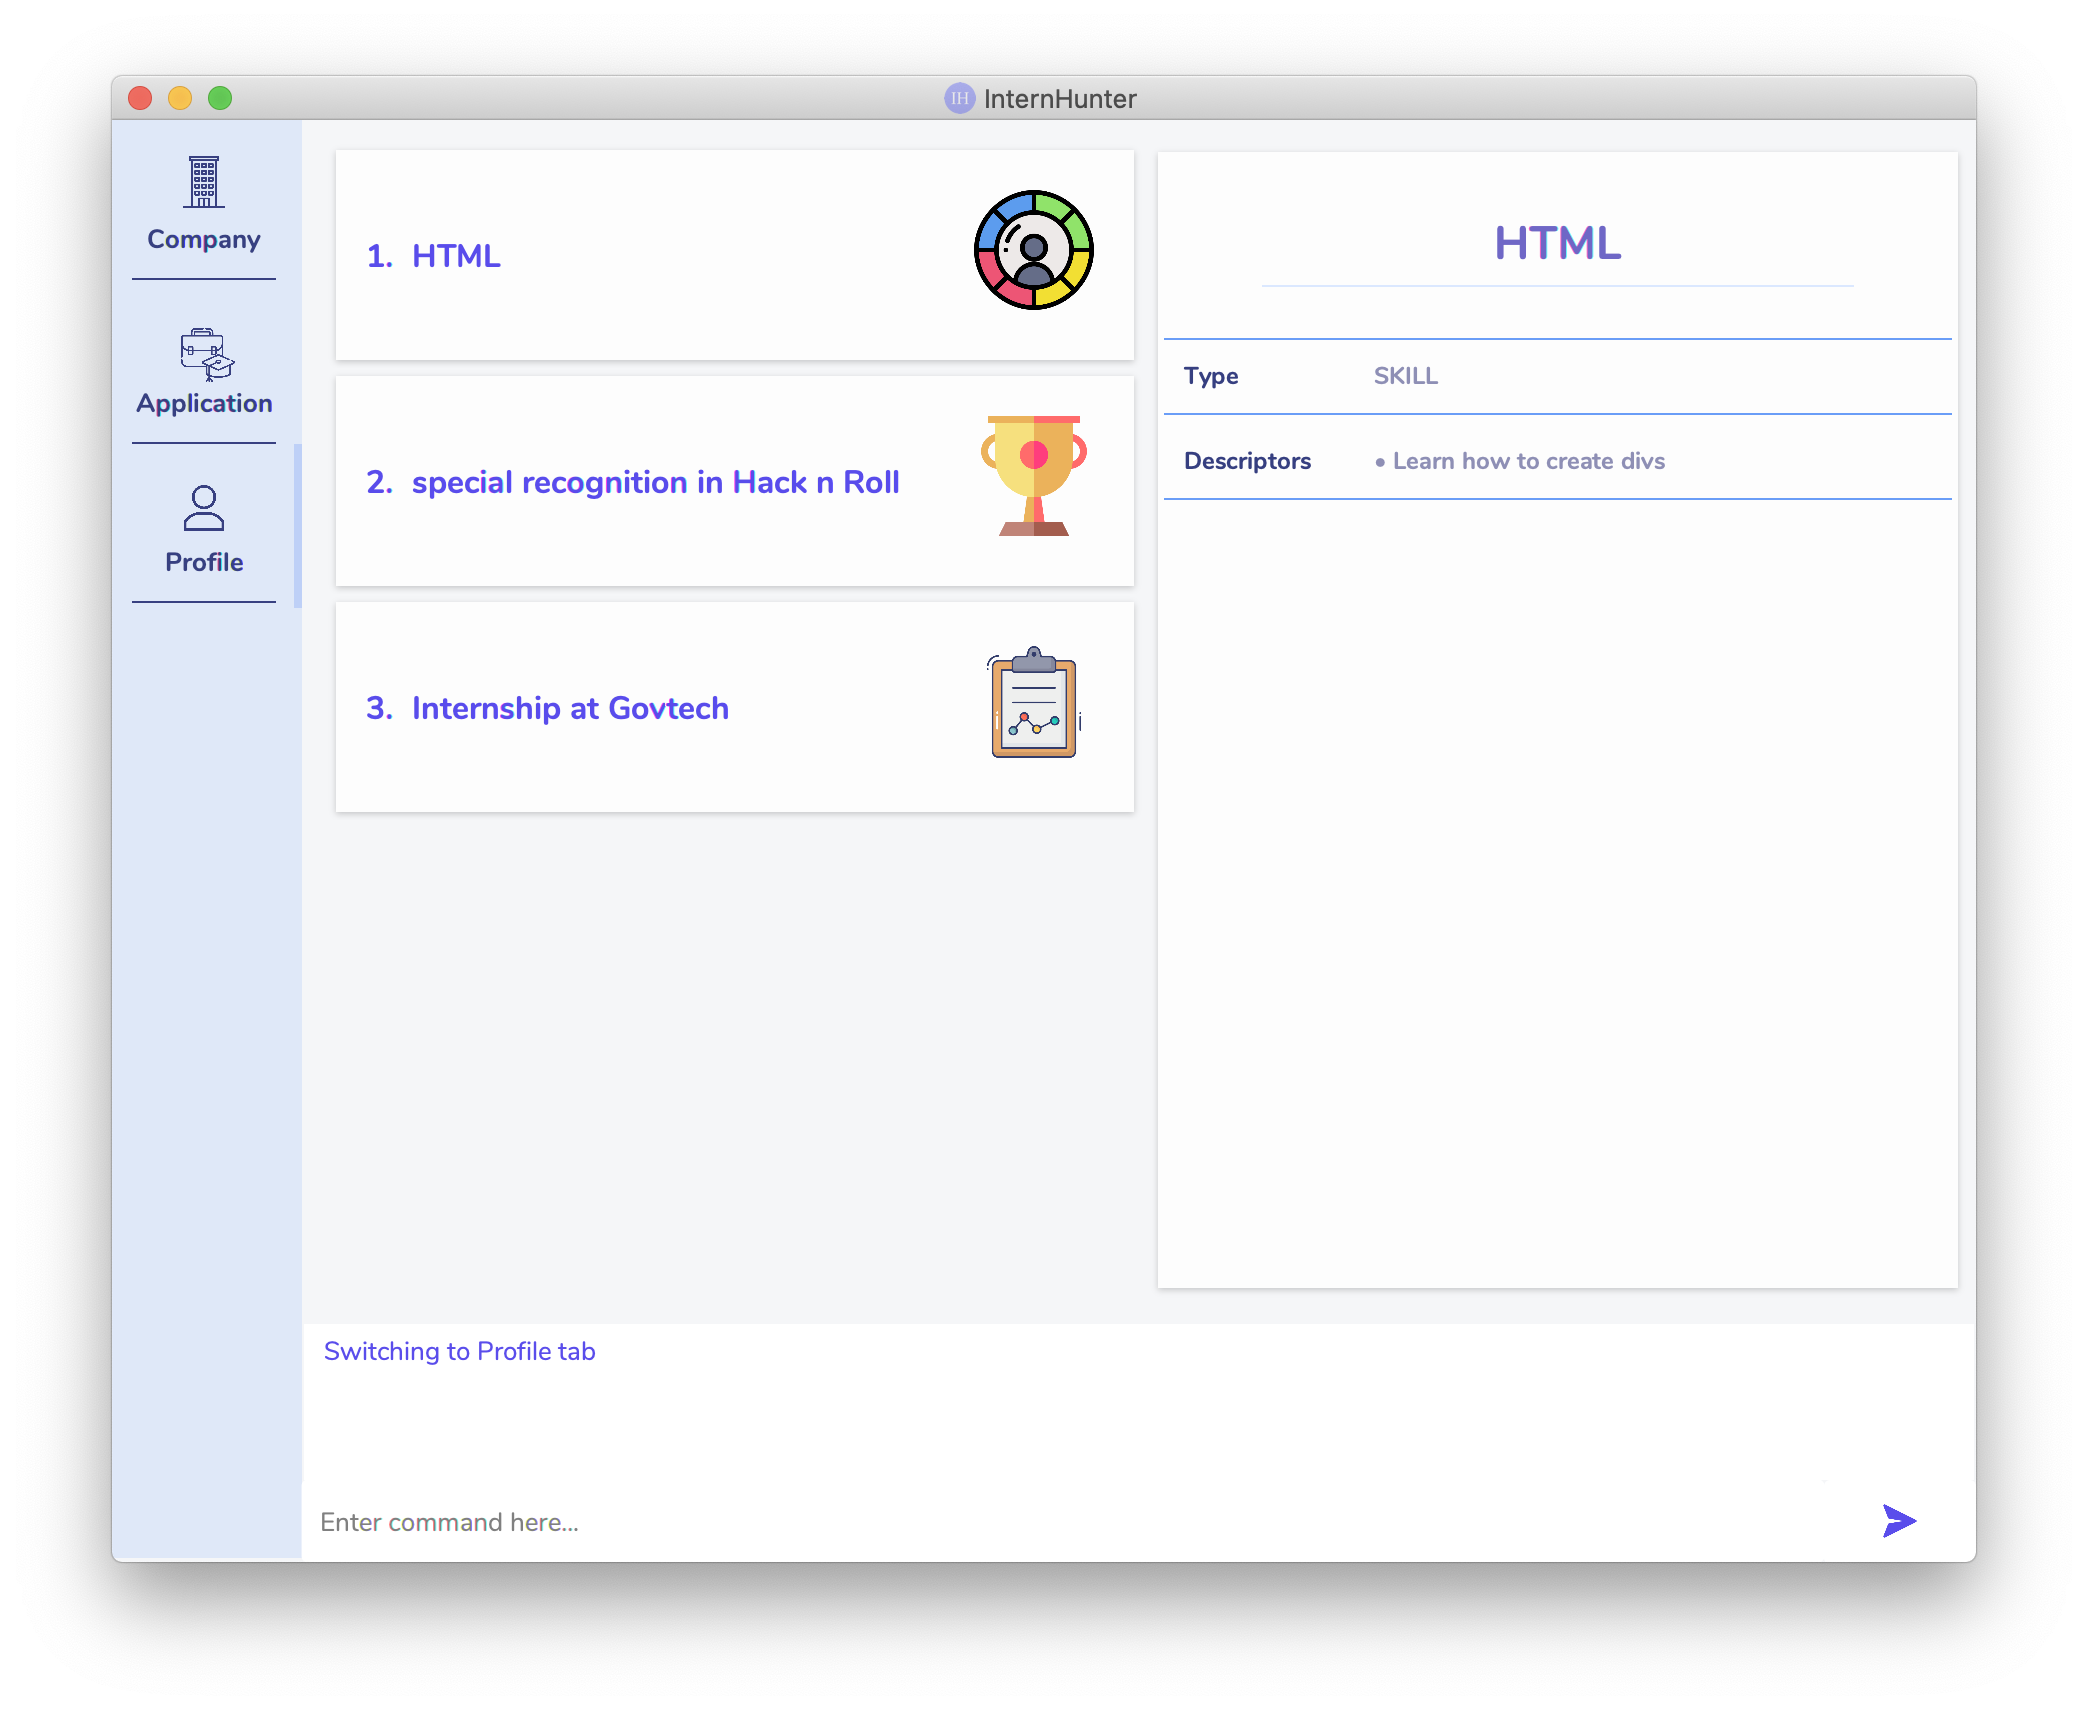 IH InternHunter
Company
Application
Profile
1. HTML
2. special recognition in Hack n Roll
3. Internship at Govtech
HTML
Type SKILL
Descriptors • Learn how to create divs
Switching to Profile tab
Enter command here...